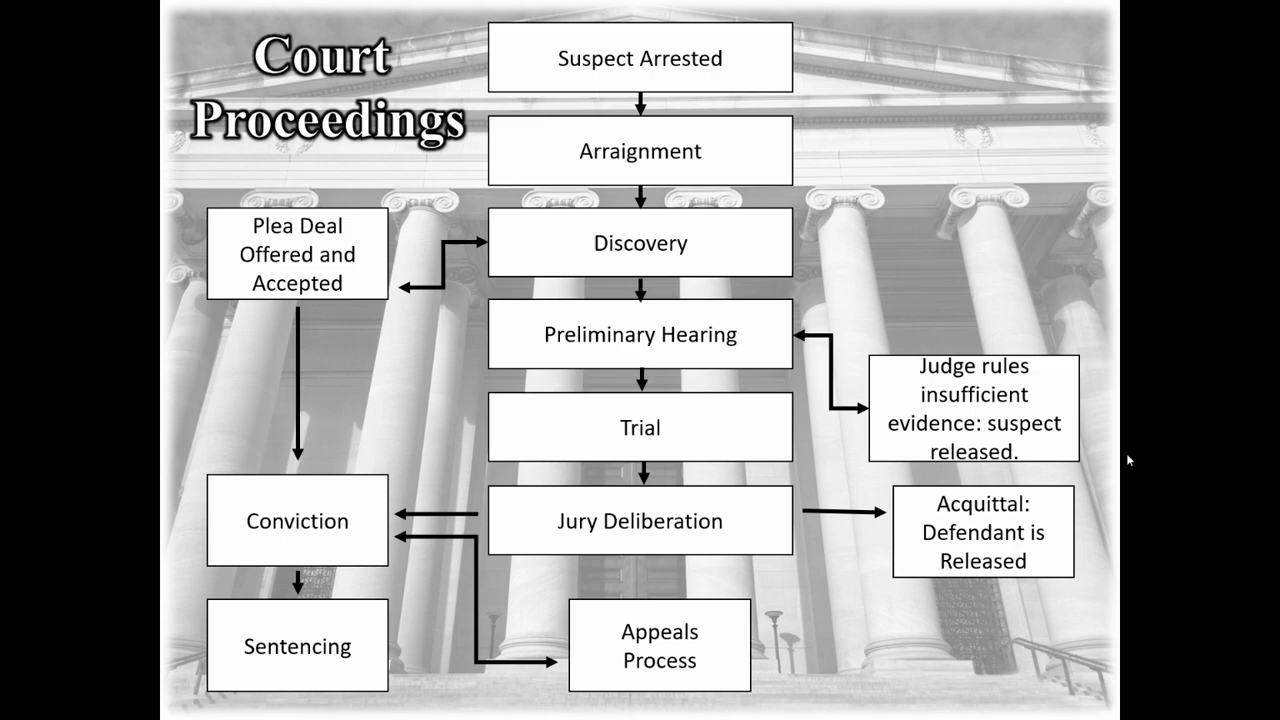 Court
Proceedings
Suspect Arrested
Arraignment
Plea Deal
Offered and
Accepted
Discovery
Preliminary Hearing
Judge rules
insufficient
evidence: suspect
released.
Trial
Conviction
Jury Deliberation
Acquittal:
Defendant is
Released
Sentencing
Appeals
Process